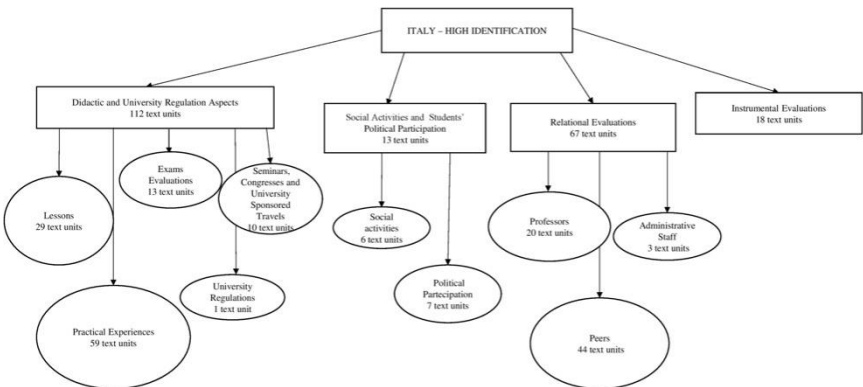 ITALY – HIGH IDENTIFICATION
Didactic and University Regulation Aspects
112 text units
Social Activities and Students'
Political Participation
13 text units
Relational Evaluations
67 text units
Instrumental Evaluations
18 text units
Lessons
29 text units
Exams
Evaluations
13 text units
Seminars,
Congresses and
University
Sponsored
Travels
10 text units
Social
activities
6 text units
Professors
20 text units
Administrative
Staff
3 text units
Practical Experiences
59 text units
University
Regulations
1 text unit
Political
Partecipation
7 text units
Peers
44 text units